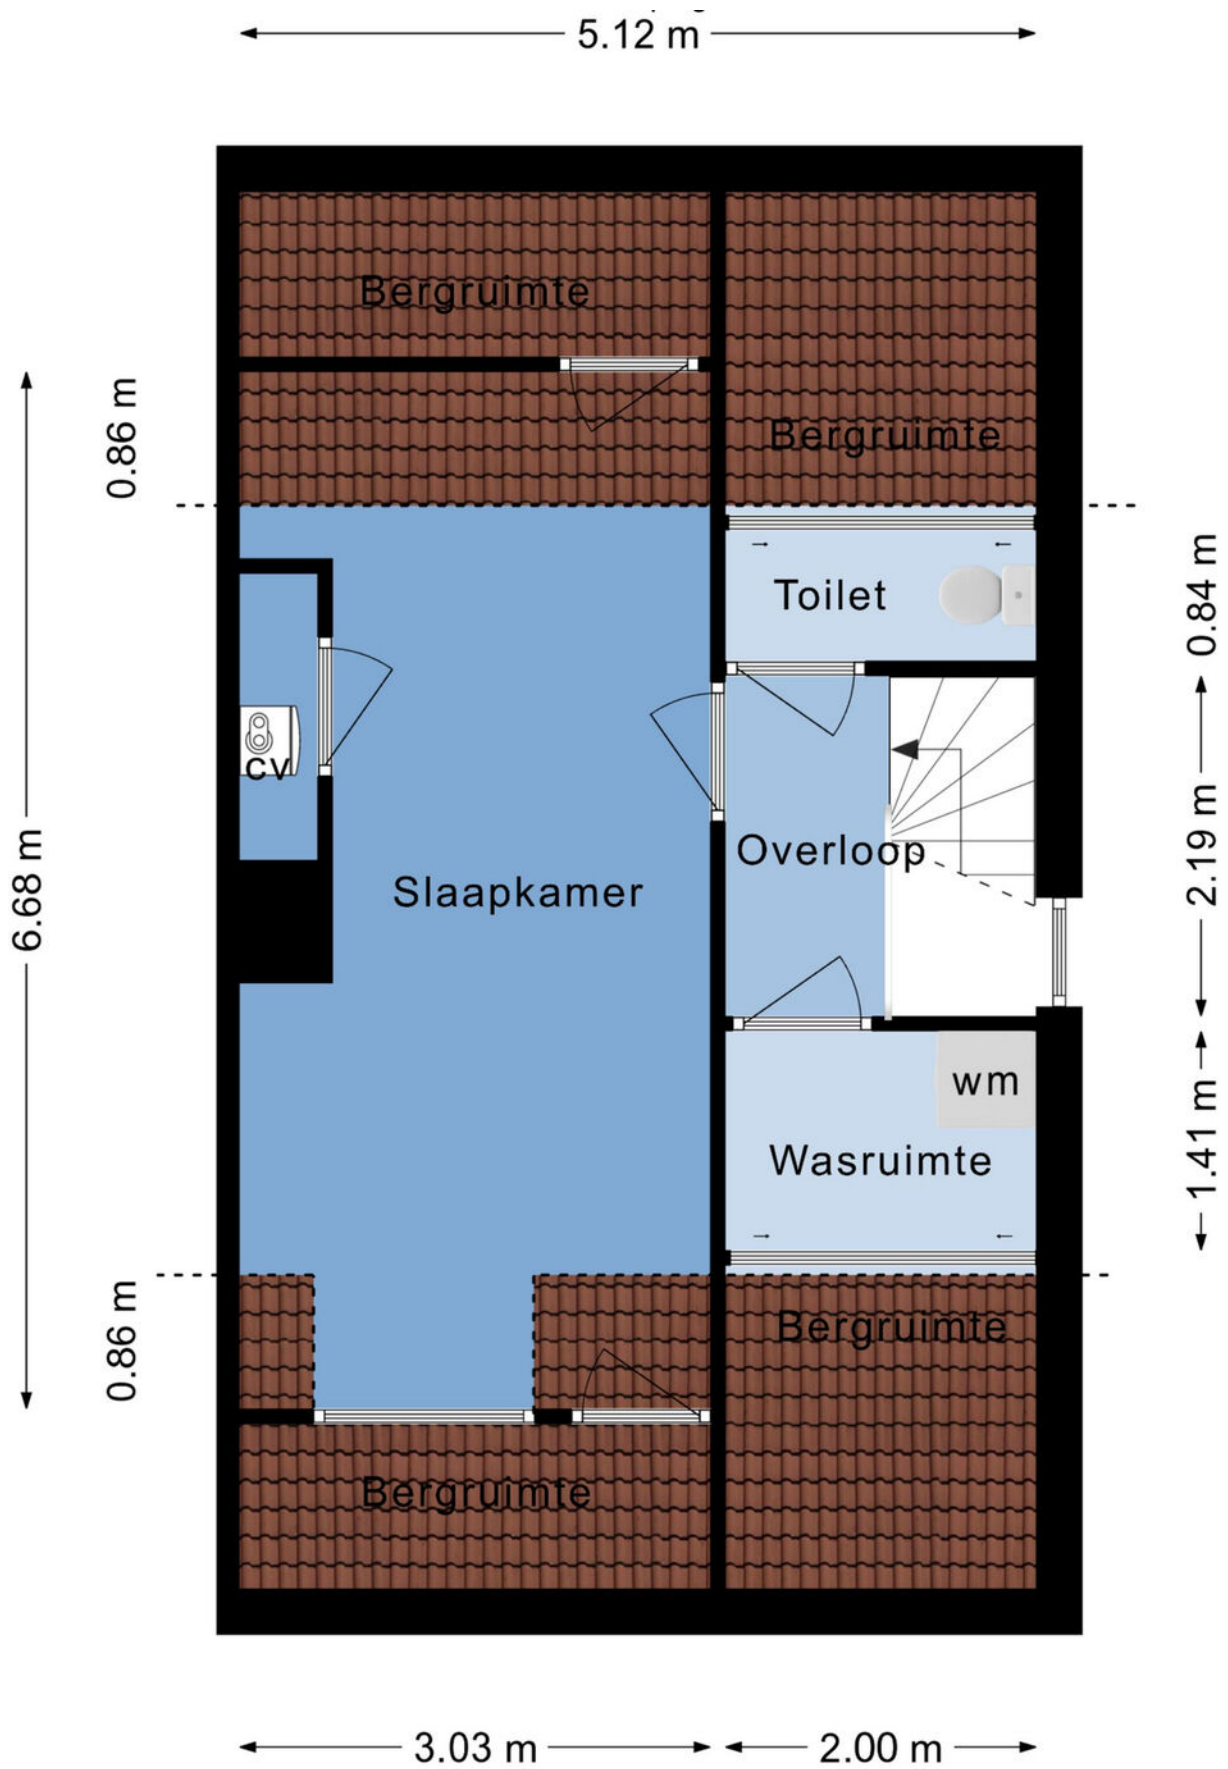 5.12 m
Bergruimte
0.86 m
Bergruimte
0.84 m
Toilet
cv
Overloop
2.19 m
6.68 m
Slaapkamer
wm
1.41 m
Wasruimte
0.86 m
Bergruimte
Bergruimte
3.03 m
2.00 m